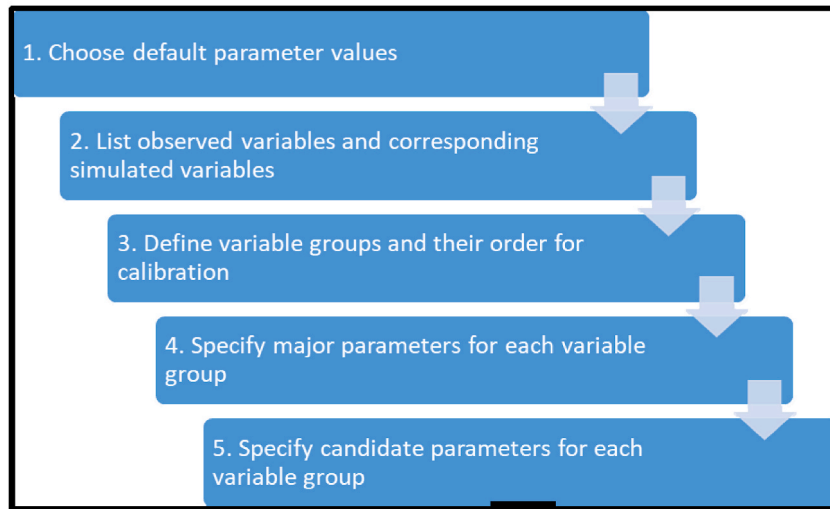 1. Choose default parameter values
2. List observed variables and corresponding
simulated variables
3. Define variable groups and their order for
calibration
4. Specify major parameters for each variable
group
5. Specify candidate parameters for each
variable group